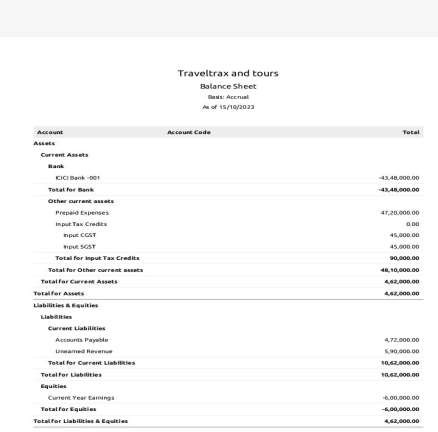 Traveltrax and tours
Balance Sheet
Basis: Accrual
As of 15/10/2023
Account Account Code Total
Assets
Current Assets
Bank
ICICI Bank -001 -43,48,000.00
Total for Bank -43,48,000.00
Other current assets
Prepaid Expenses 47,20,000.00
Input Tax Credits 0.00
Input CGST 45,000.00
Input SGST 45,000.00
Total for Input Tax Credits 90,000.00
Total for Other current assets 48,10,000.00
Total for Current Assets 4,62,000.00
Total for Assets 4,62,000.00
Liabilities & Equities
Liabilities
Current Liabilities
Accounts Payable 4,72,000.00
Unearned Revenue 5,90,000.00
Total for Current Liabilities 10,62,000.00
Total for Liabilities 10,62,000.00
Equities
Current Year Earnings -6,00,000.00
Total for Equities -6,00,000.00
Total for Liabilities & Equities 4,62,000.00